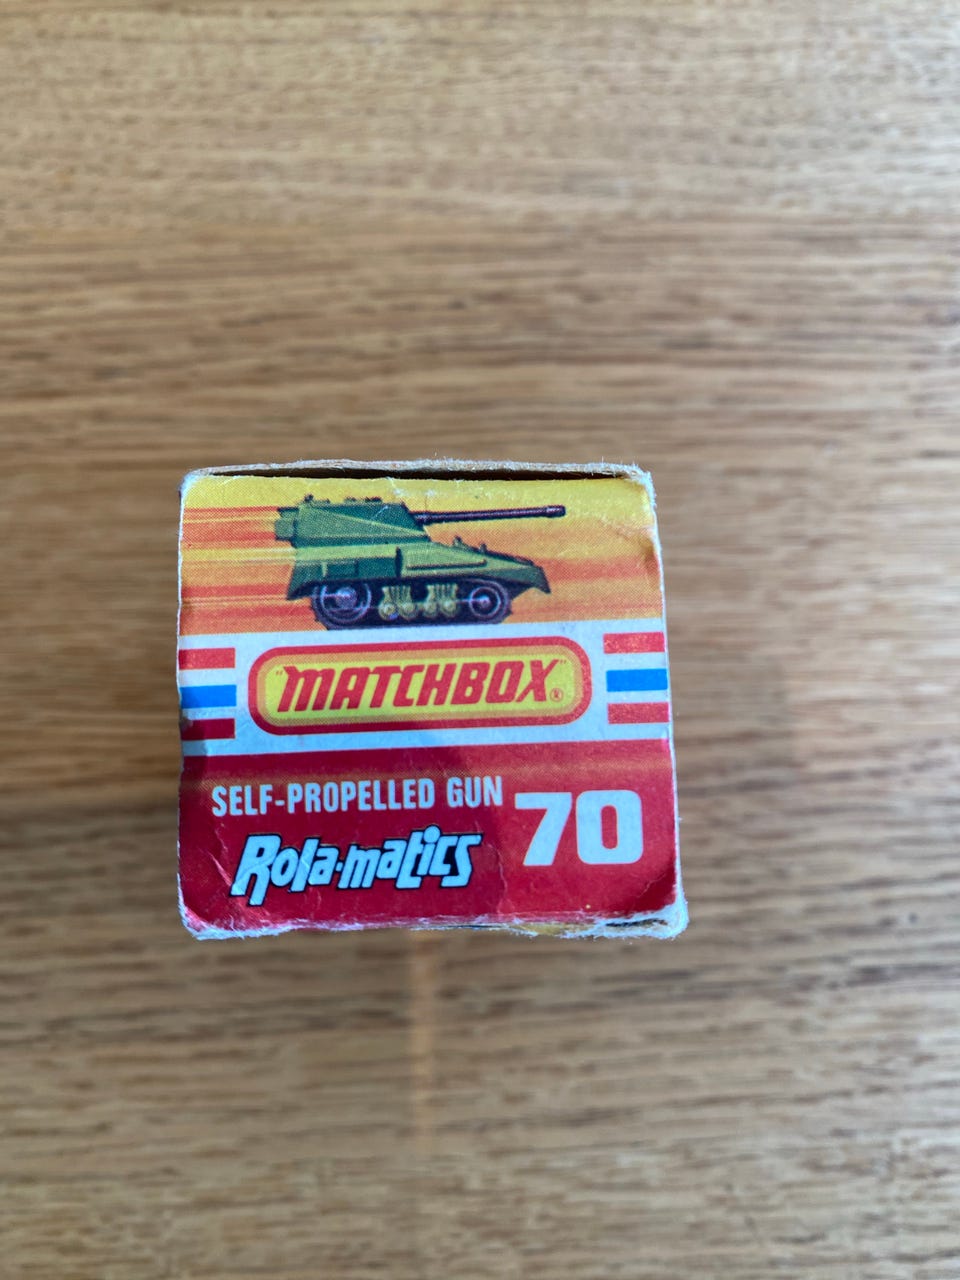 "MATCHBOX"®
SELF-PROPELLED GUN 70
Rola-matics